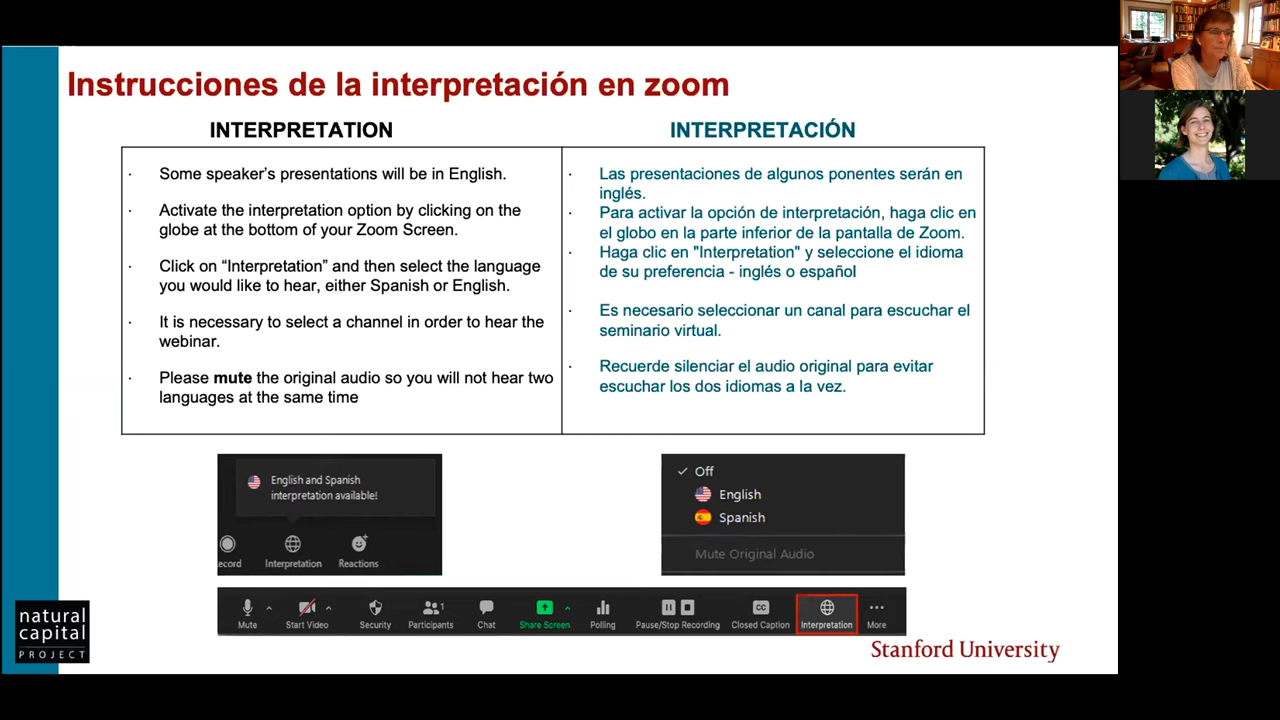 Instrucciones de la interpretación en zoom
INTERPRETATION
· Some speaker's presentations will be in English.
· Activate the interpretation option by clicking on the
globe at the bottom of your Zoom Screen.
· Click on “Interpretation” and then select the language
you would like to hear, either Spanish or English.
· It is necessary to select a channel in order to hear the
webinar.
· Please mute the original audio so you will not hear two
languages at the same time
INTERPRETACIÓN
· Las presentaciones de algunos ponentes serán en
inglés.
· Para activar la opción de interpretación, haga clic en
el globo en la parte inferior de la pantalla de Zoom.
· Haga clic en "Interpretation" y seleccione el idioma
de su preferencia - inglés o español
· Es necesario seleccionar un canal para escuchar el
seminario virtual.
· Recuerde silenciar el audio original para evitar
escuchar los dos idiomas a la vez.
English and Spanish
interpretation available!
ecord Interpretation Reactions
Off
English
Spanish
Mute Original Audio
1
CC
Mute Start Video Security Participants Chat Share Screen Polling Pause/Stop Recording Closed Caption Interpretation More
natural
capital
PROJECT
Stanford University